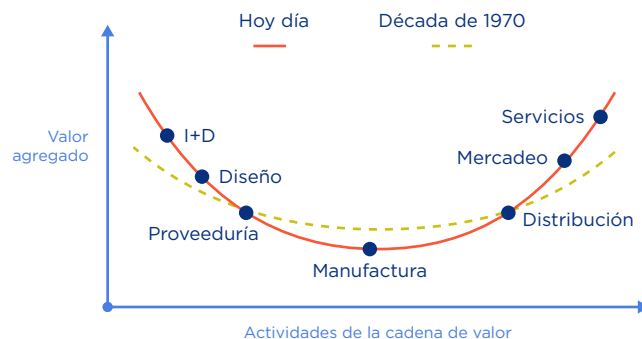 Hoy día
Década de 1970
Valor
agregado
I+D
Diseño
Proveeduría
Manufactura
Servicios
Mercadeo
Distribución
Actividades de la cadena de valor